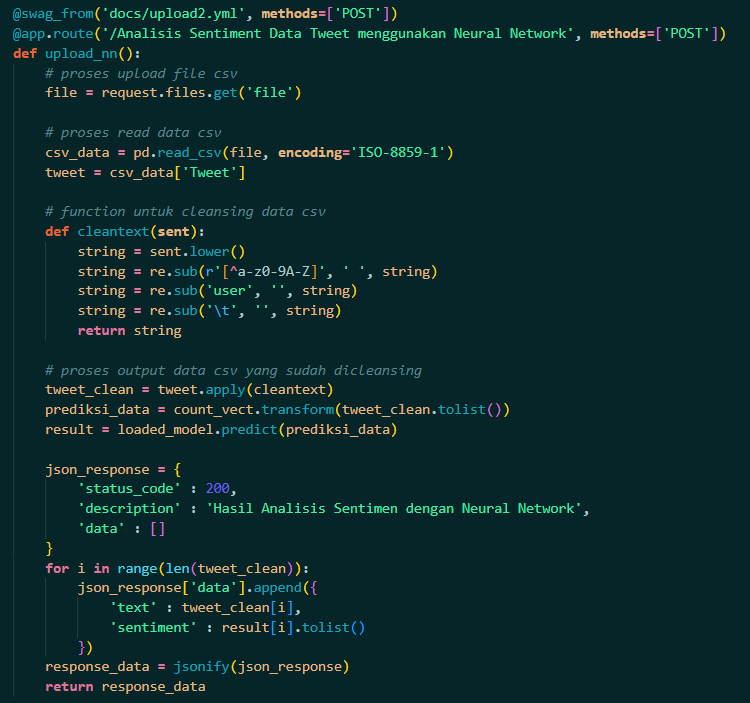 @swag_from('docs/upload2.yml', methods=['POST'])
@app.route('/Analisis Sentiment Data Tweet menggunakan Neural Network', methods=['POST'])
def upload_nn():
    # proses upload file csv
    file = request.files.get('file')

    # proses read data csv
    csv_data = pd.read_csv(file, encoding='ISO-8859-1')
    tweet = csv_data['Tweet']

    # function untuk cleansing data csv
    def cleantext(sent):
        string = sent.lower()
        string = re.sub(r'[^a-z0-9A-Z]', ' ', string)
        string = re.sub('user', '', string)
        string = re.sub('\t', '', string)
        return string

    # proses output data csv yang sudah dicleansing
    tweet_clean = tweet.apply(cleantext)
    prediksi_data = count_vect.transform(tweet_clean.tolist())
    result = loaded_model.predict(prediksi_data)

    json_response = {
        'status_code' : 200,
        'description' : 'Hasil Analisis Sentimen dengan Neural Network',
        'data' : []
    }
    for i in range(len(tweet_clean)):
        json_response['data'].append({
            'text' : tweet_clean[i],
            'sentiment' : result[i].tolist()
        })
    response_data = jsonify(json_response)
    return response_data